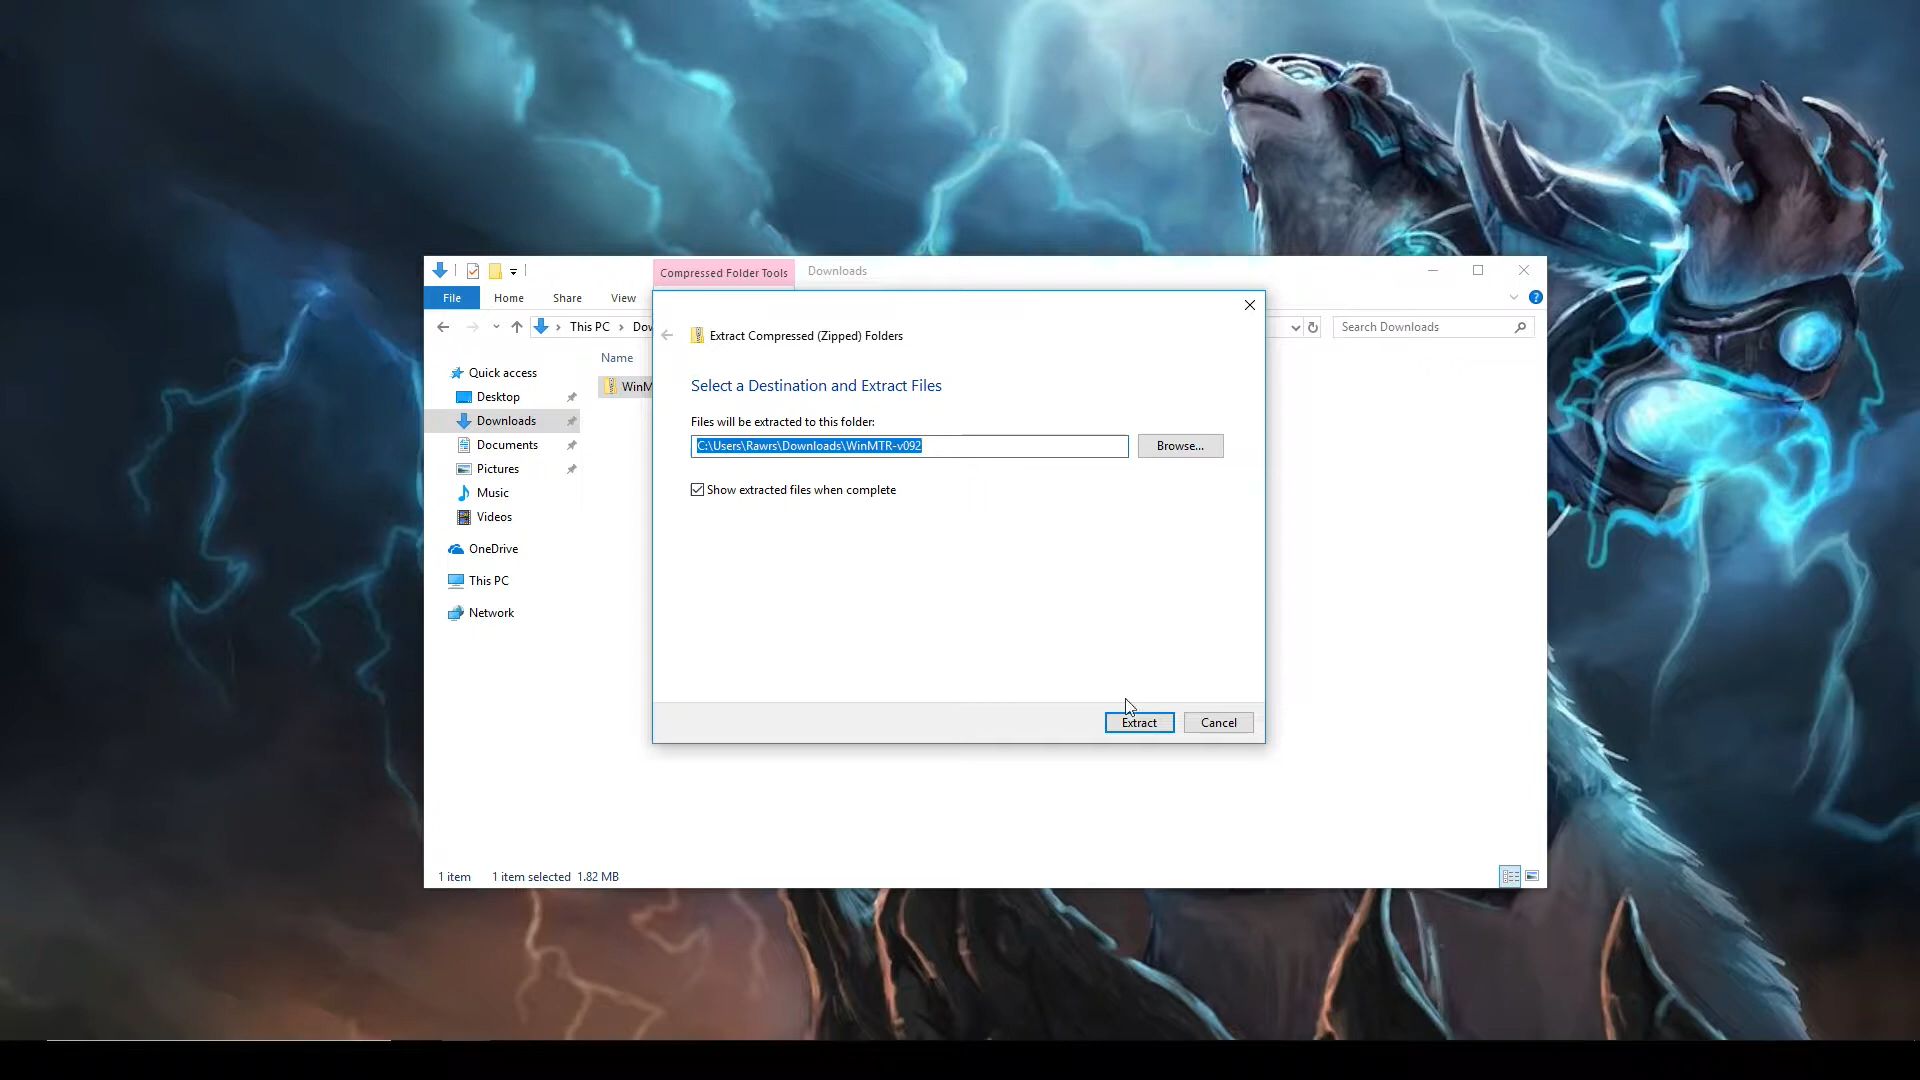 Compressed Folder Tools
Downloads
File
Home
Share
View
This PC
Search Downloads
Name
Quick access
Desktop
Downloads
Documents
Pictures
Music
Videos
OneDrive
This PC
Network
Extract Compressed (Zipped) Folders
Select a Destination and Extract Files
Files will be extracted to this folder:
C:\Users\Rawrs\Downloads\WinMTR-v092
Browse...
Show extracted files when complete
Extract
Cancel
1 item
1 item selected 1.82 MB